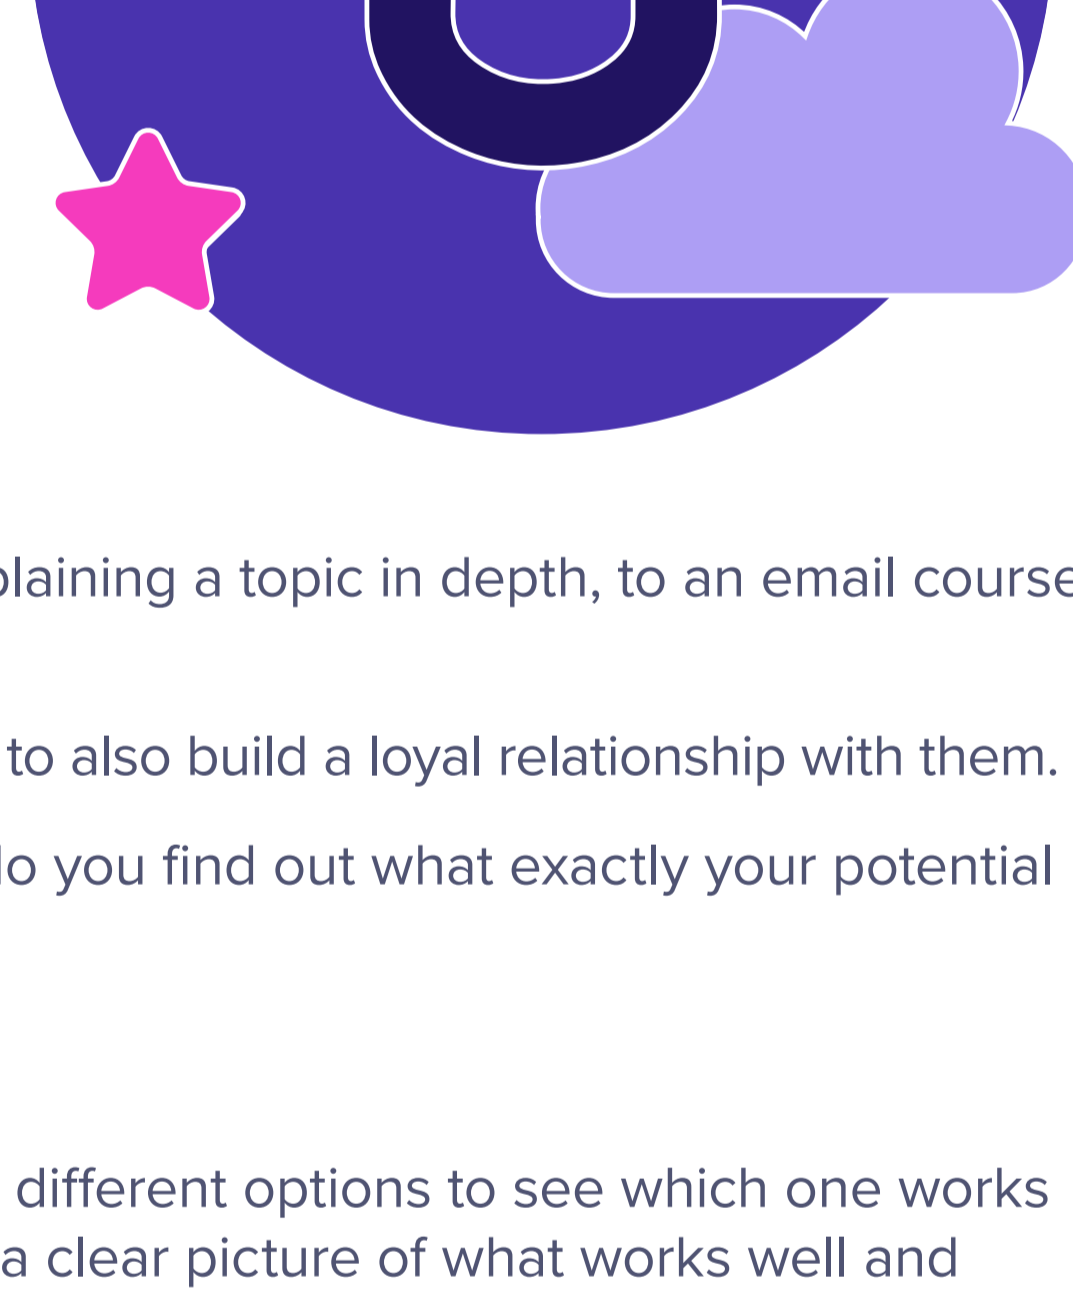 a topic in depth, to an email course
to also build a loyal relationship with them.
you find out what exactly your potential
different options to see which one works
a clear picture of what works well and